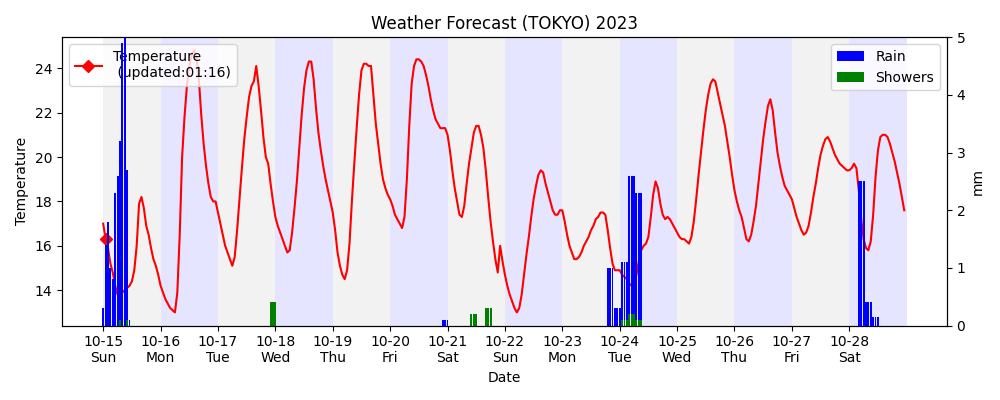 Weather Forecast (TOKYO) 2023
Temperature
(updated:01:16)
Rain
Showers
Temperature
24
22
20
18
16
14
5
4
3
2
1
0
mm
10-15 10-16 10-17 10-18 10-19 10-20 10-21 10-22 10-23 10-24 10-25 10-26 10-27 10-28
Sun Mon Tue Wed Thu Fri Sat Sun Mon Tue Wed Thu Fri Sat
Date